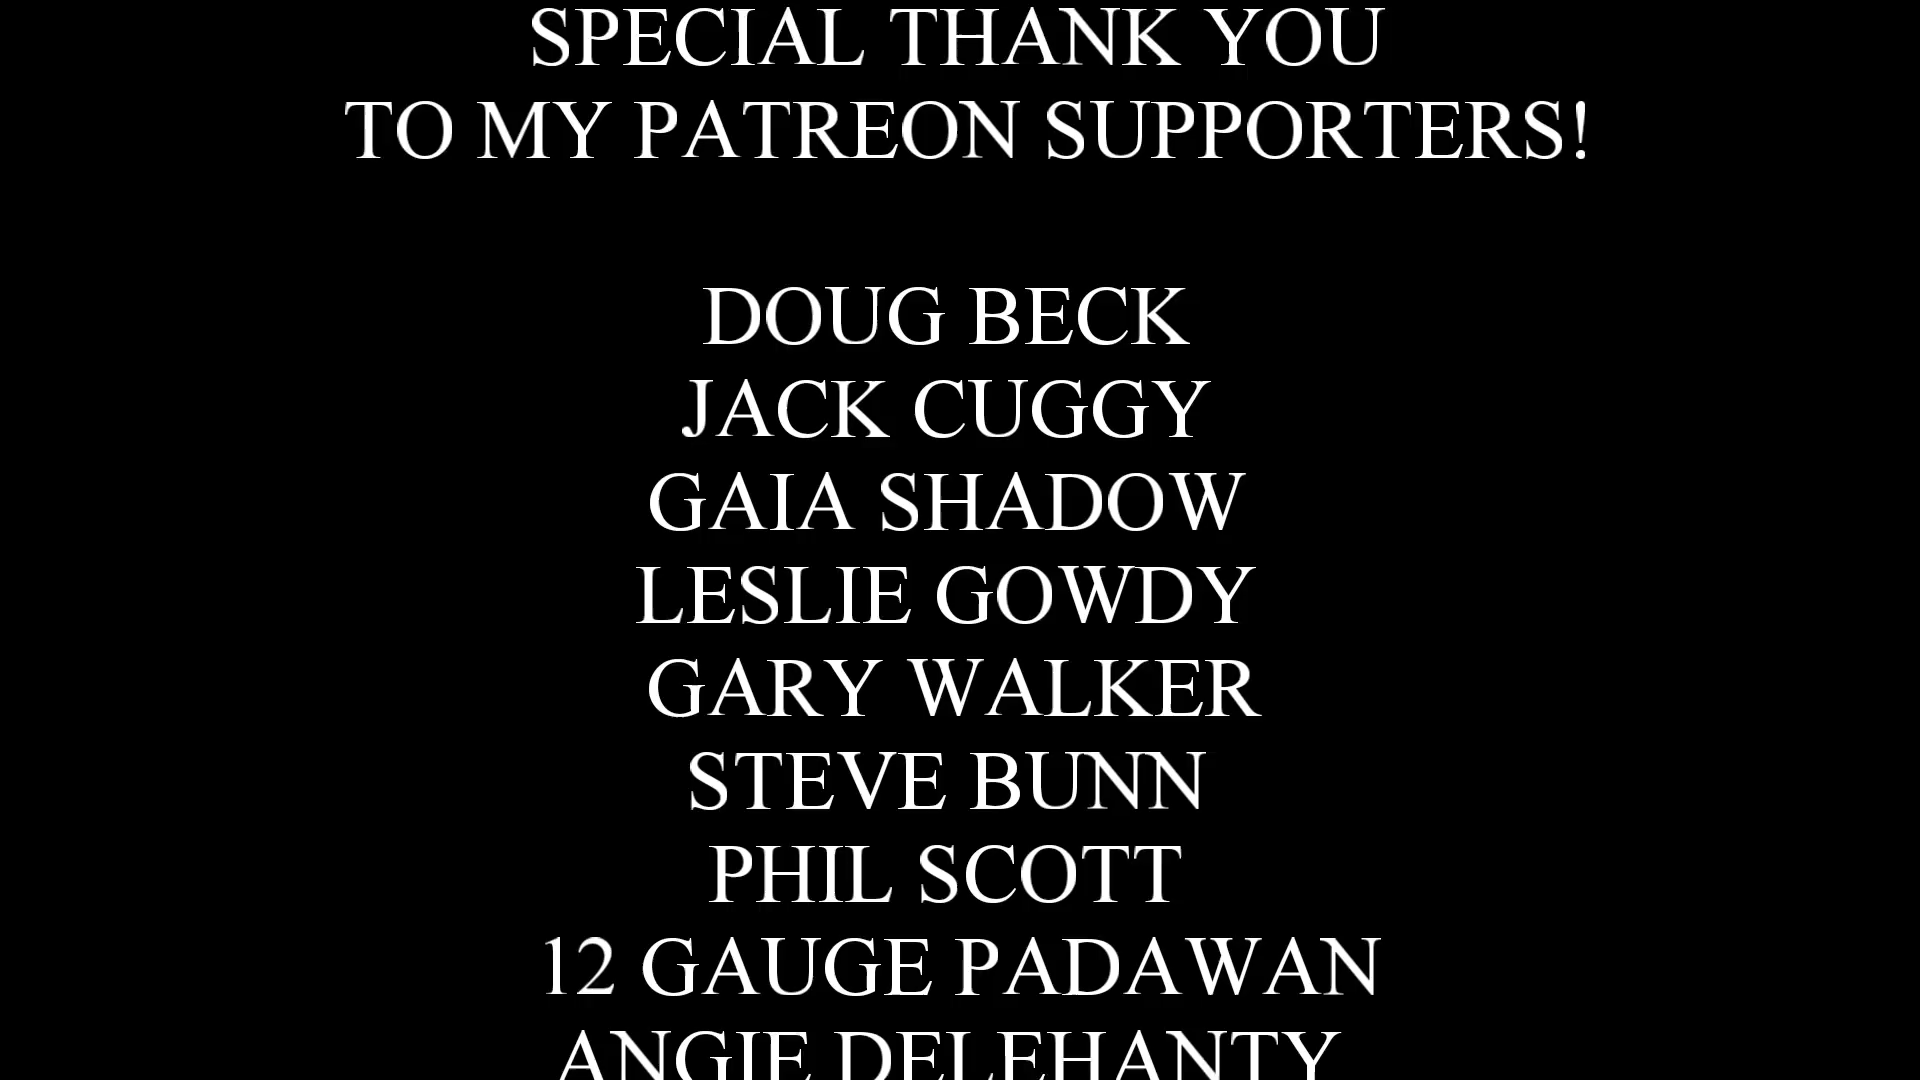 SPECIAL THANK YOU
TO MY PATREON SUPPORTERS!
DOUG BECK
JACK CUGGY
GAIA SHADOW
LESLIE GOWDY
GARY WALKER
STEVE BUNN
PHIL SCOTT
12 GAUGE PADAWAN
ANGIE DELEHANTY